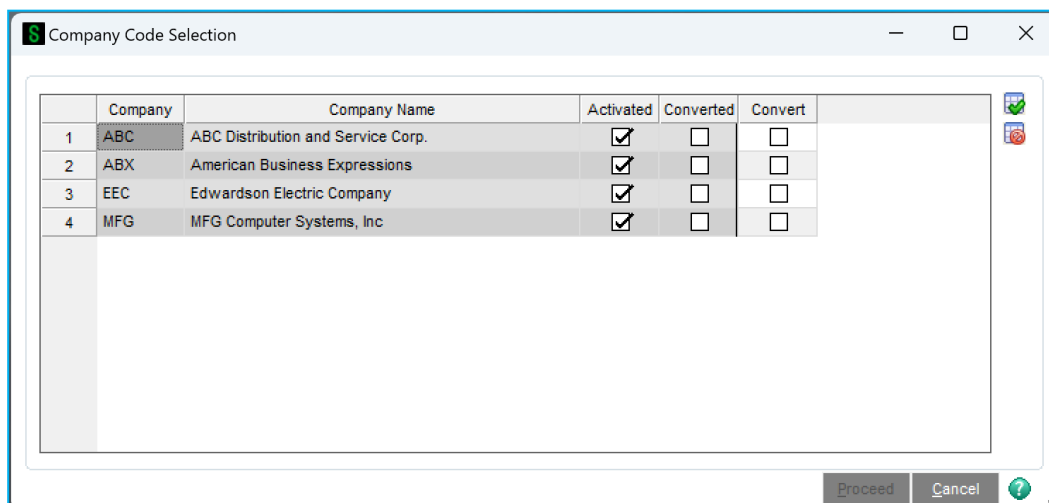 Company Code Selection
Company Company Name Activated Converted Convert
1 ABC ABC Distribution and Service Corp.
2 ABX American Business Expressions
3 EEC Edwardson Electric Company
4 MFG MFG Computer Systems, Inc
Proceed Cancel ?